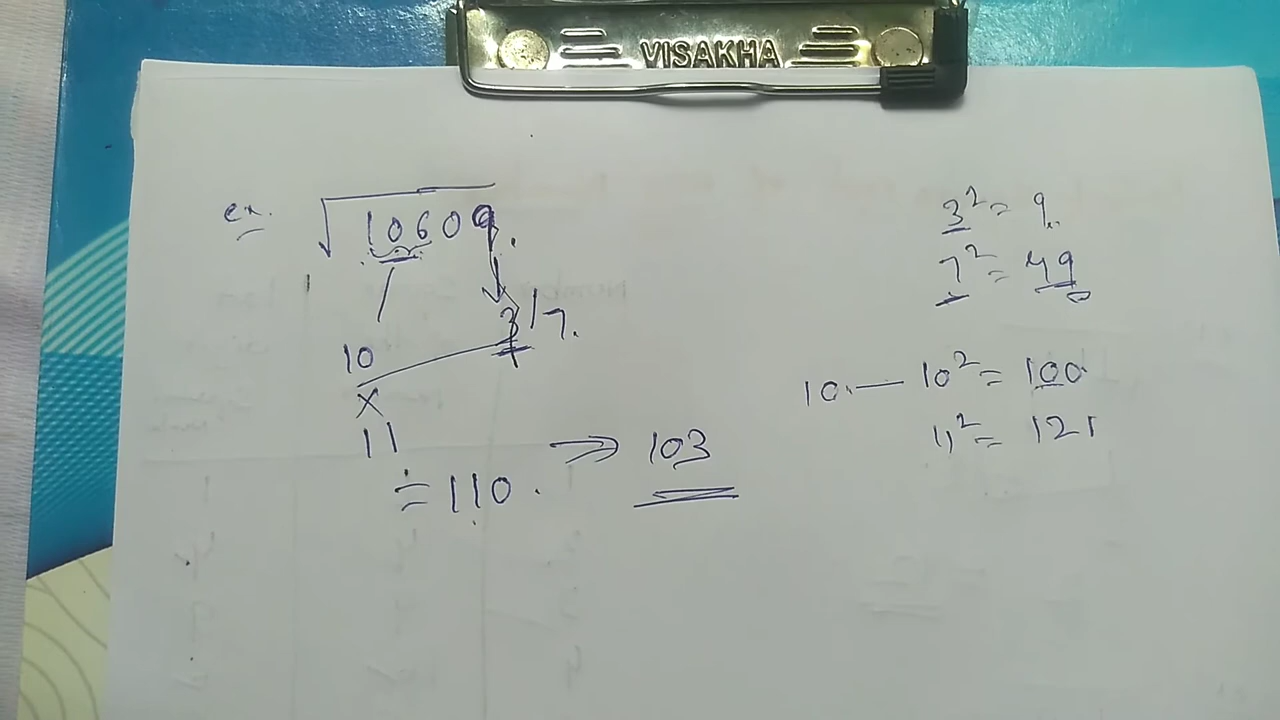 VISAKHA
ex. √10609.
3/7.
10
×
11
= 110.
⇒ 103
3² = 9.
7² = 49
10. — 10² = 100
11² = 121